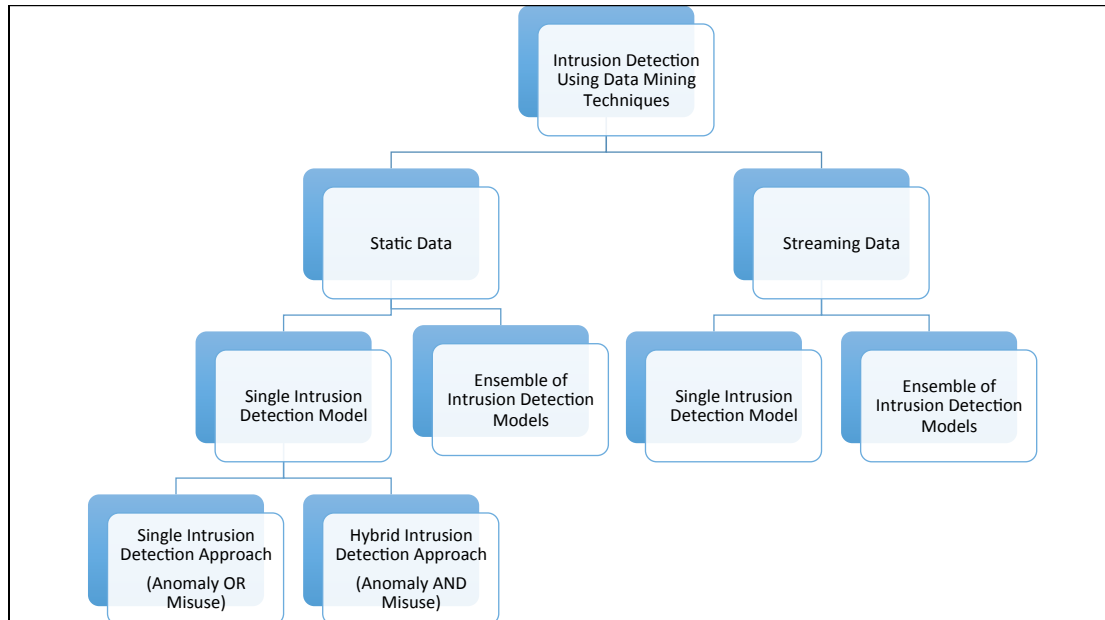 Intrusion Detection
Using Data Mining
Techniques
Static Data
Streaming Data
Single Intrusion
Detection Model
Ensemble of
Intrusion Detection
Models
Single Intrusion
Detection Model
Ensemble of
Intrusion Detection
Models
Single Intrusion
Detection Approach
(Anomaly OR
Misuse)
Hybrid Intrusion
Detection Approach
(Anomaly AND
Misuse)